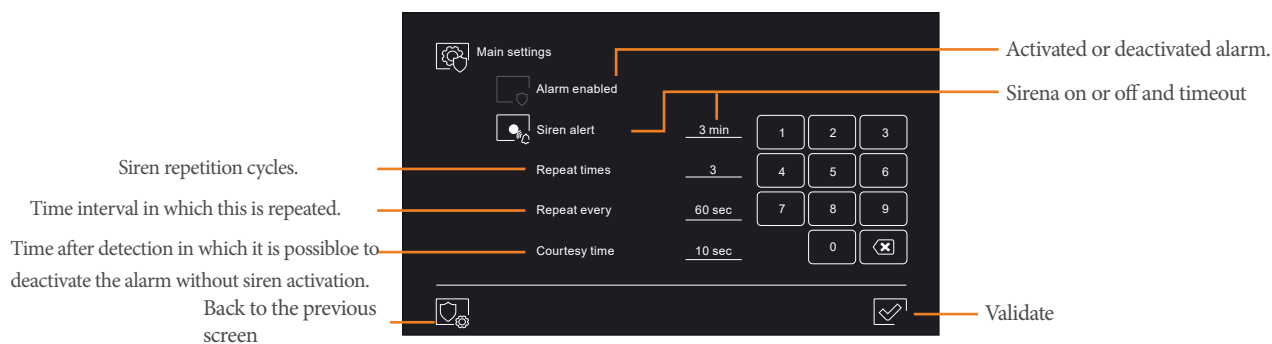 Main settings
Activated or deactivated alarm.
Alarm enabled
Sirena on or off and timeout
Siren alert
3 min
1
2
3
Siren repetition cycles.
Repeat times
3
4
5
6
Time interval in which this is repeated.
Repeat every
60 sec
7
8
9
Time after detection in which it is possibloe to
deactivate the alarm without siren activation.
Courtesy time
10 sec
0
Back to the previous
screen
Validate